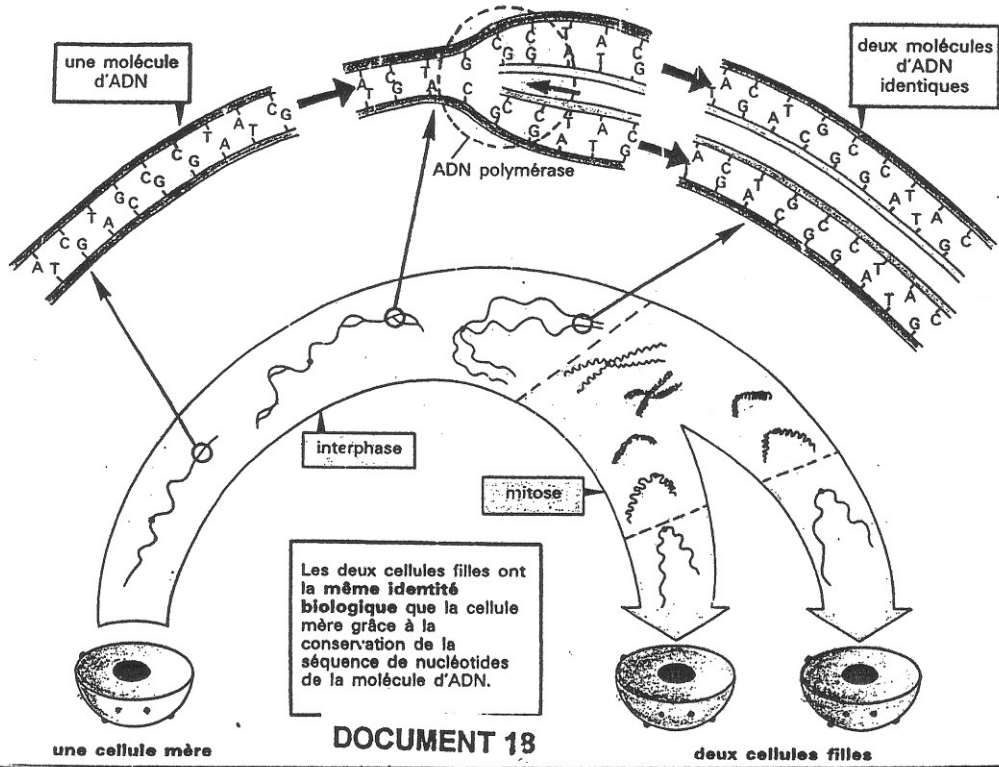 une molécule
d'ADN
deux molécules
d'ADN
identiques
ADN polymérase
interphase
mitose
Les deux cellules filles ont
la même identité
biologique que la cellule
mère grâce à la
conservation de la
séquence de nucléotides
de la molécule d'ADN.
DOCUMENT 18
une cellule mère
deux cellules filles